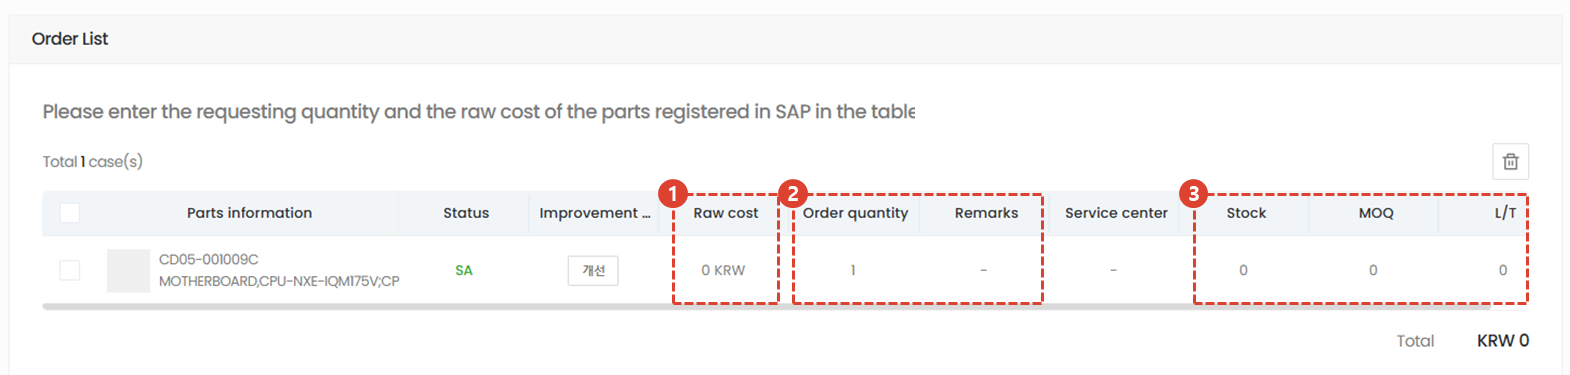 Order List
Please enter the requesting quantity and the raw cost of the parts registered in SAP in the table
Total 1 case(s)
1 2 3
Parts information Status Improvement ... Raw cost Order quantity Remarks Service center Stock MOQ L/T
CD05-001009C
MOTHERBOARD,CPU-NXE-IQM175V;CP
SA 개선 0 KRW 1 - - 0 0 0
Total KRW 0